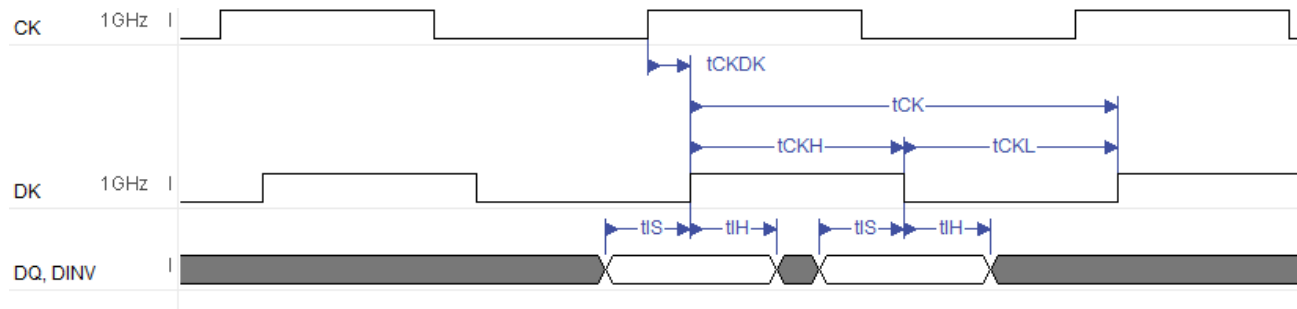 CK 1GHz I
tCKDK
tCK
tCKH tCKL
DK 1GHz I
tIS tIH tIS tIH
DQ, DINV I